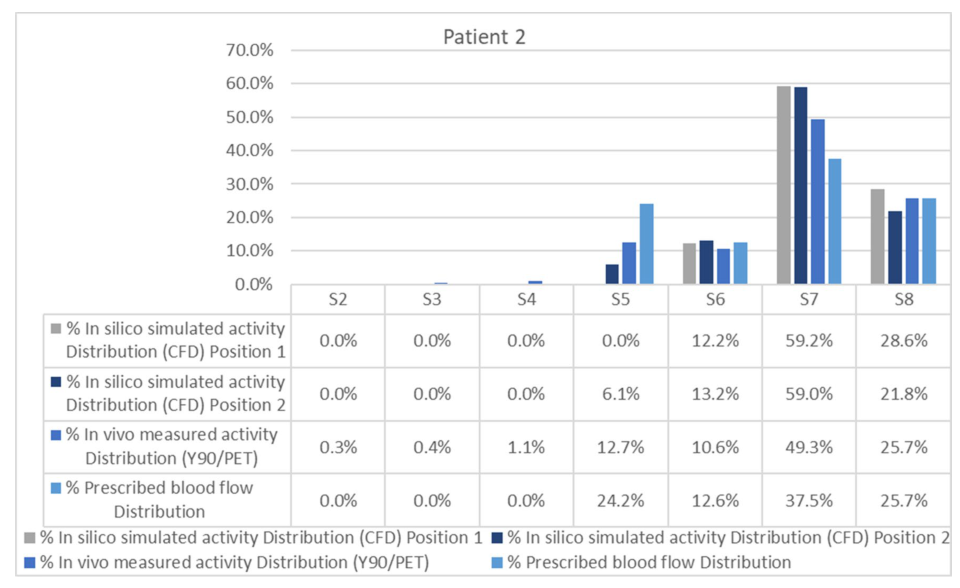 Patient 2
70.0%
60.0%
50.0%
40.0%
30.0%
20.0%
10.0%
0.0%
S2 S3 S4 S5 S6 S7 S8
% In silico simulated activity
Distribution (CFD) Position 1
0.0% 0.0% 0.0% 0.0% 12.2% 59.2% 28.6%
% In silico simulated activity
Distribution (CFD) Position 2
0.0% 0.0% 0.0% 6.1% 13.2% 59.0% 21.8%
% In vivo measured activity
Distribution (Y90/PET)
0.3% 0.4% 1.1% 12.7% 10.6% 49.3% 25.7%
% Prescribed blood flow
Distribution
0.0% 0.0% 0.0% 24.2% 12.6% 37.5% 25.7%
% In silico simulated activity Distribution (CFD) Position 1 % In silico simulated activity Distribution (CFD) Position 2
% In vivo measured activity Distribution (Y90/PET) % Prescribed blood flow Distribution